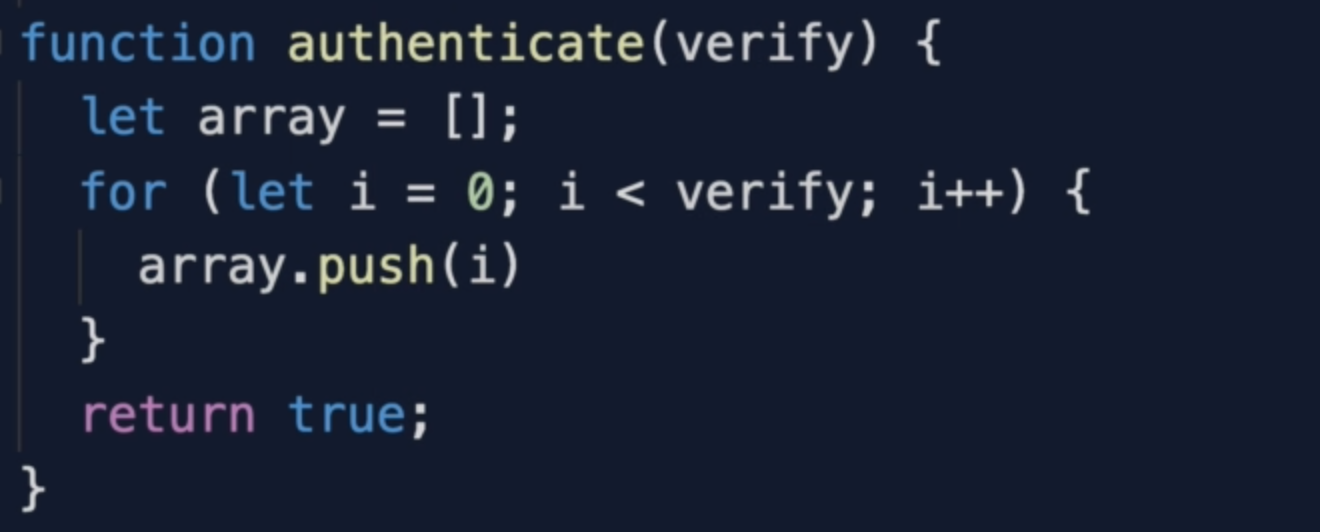 function authenticate(verify) {
let array = [];
for (let i = 0; i < verify; i++) {
array.push(i)
}
return true;
}